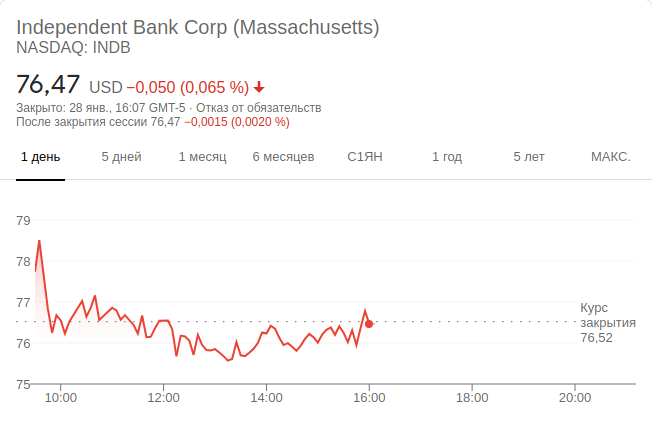 Independent Bank Corp (Massachusetts)
NASDAQ: INDB
76,47 USD −0,050 (0,065 %)
Закрыто: 28 янв., 16:07 GMT-5 · Отказ от обязательств
После закрытия сессии 76,47 −0,0015 (0,0020 %)
1 день 5 дней 1 месяц 6 месяцев С1ЯН 1 год 5 лет МАКС.
79
78
77
76
75
Курс
закрытия
76,52
10:00 12:00 14:00 16:00 18:00 20:00